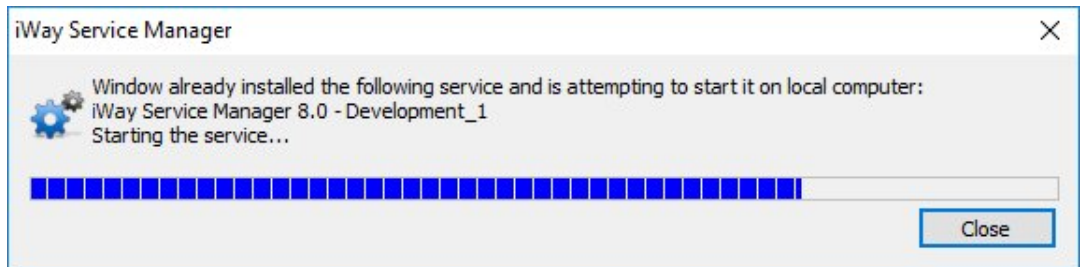 iWay Service Manager
Window already installed the following service and is attempting to start it on local computer:
iWay Service Manager 8.0 - Development_1
Starting the service...
Close